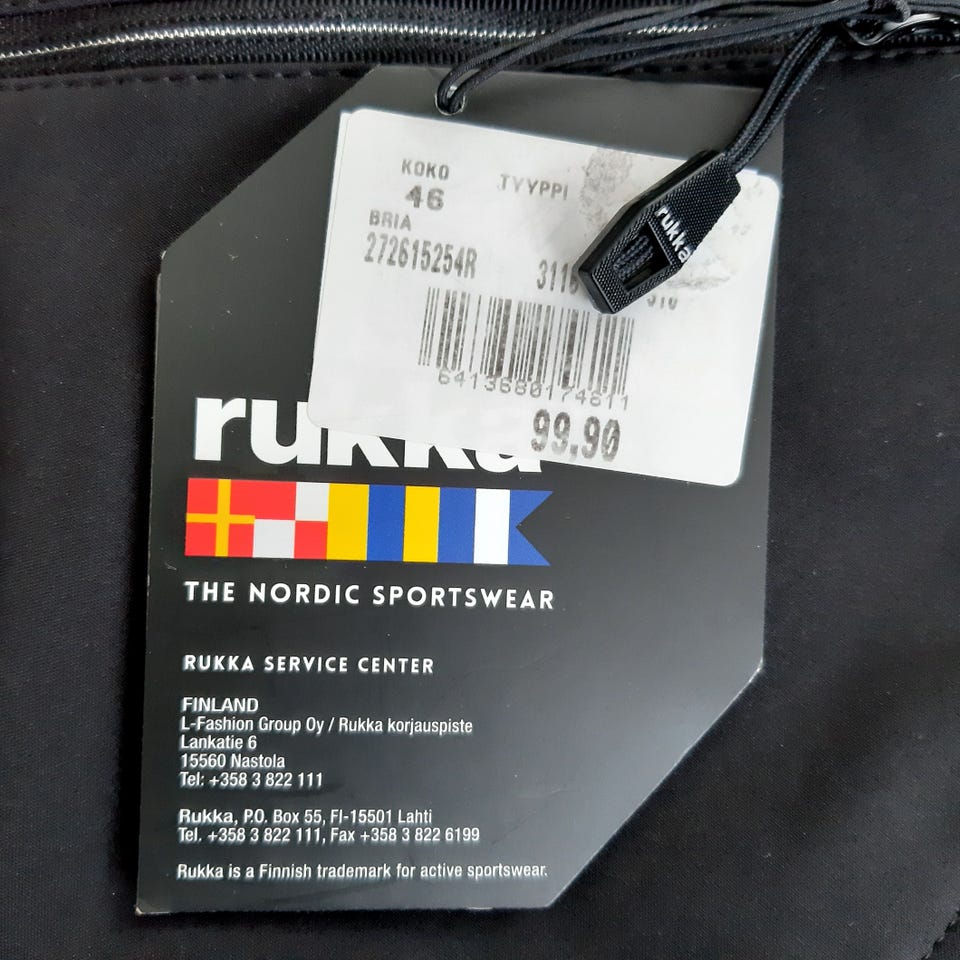 KOKO TYYPPI
46
BRIA
272615254R
6413680174811
99.90
rukka
rukka
THE NORDIC SPORTSWEAR
RUKKA SERVICE CENTER
FINLAND
L-Fashion Group Oy / Rukka korjauspiste
Lankatie 6
15560 Nastola
Tel: +358 3 822 111
Rukka, P.O. Box 55, FI-15501 Lahti
Tel. +358 3 822 111, Fax +358 3 822 6199
Rukka is a Finnish trademark for active sportswear.